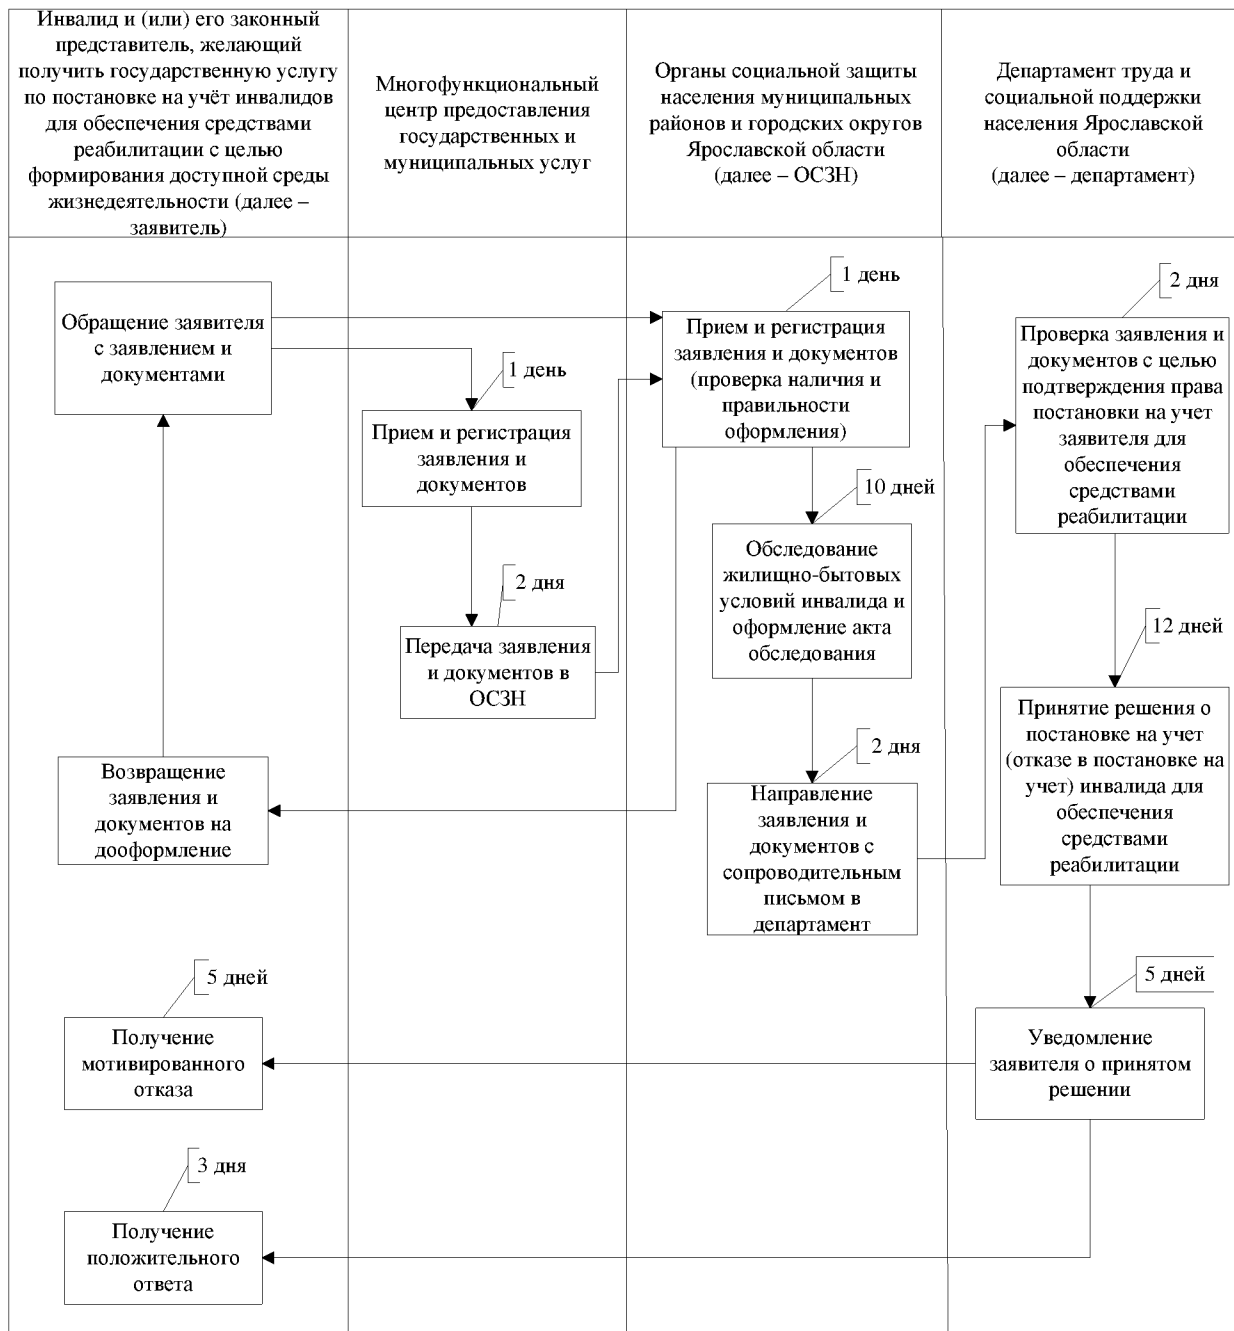 Инвалид и (или) его законный
представитель, желающий
получить государственную услугу
по постановке на учёт инвалидов
для обеспечения средствами
реабилитации с целью
формирования доступной среды
жизнедеятельности (далее –
заявитель)
Многофункциональный
центр предоставления
государственных и
муниципальных услуг
Органы социальной защиты
населения муниципальных
районов и городских округов
Ярославской области
(далее – ОСЗН)
Департамент труда и
социальной поддержки
населения Ярославской
области
(далее – департамент)
Обращение заявителя
с заявлением и
документами
1 день
Прием и регистрация
заявления и
документов
2 дня
Передача заявления
и документов в
ОСЗН
1 день
Прием и регистрация
заявления и документов
(проверка наличия и
правильности
оформления)
10 дней
Обследование
жилищно-бытовых
условий инвалида и
оформление акта
обследования
2 дня
Направление
заявления и
документов с
сопроводительным
письмом в
департамент
2 дня
Проверка заявления и
документов с целью
подтверждения права
постановки на учет
заявителя для
обеспечения
средствами
реабилитации
12 дней
Принятие решения о
постановке на учет
(отказе в постановке на
учет) инвалида для
обеспечения
средствами
реабилитации
5 дней
Уведомление
заявителя о принятом
решении
Возвращение
заявления и
документов на
дооформление
5 дней
Получение
мотивированного
отказа
3 дня
Получение
положительного
ответа